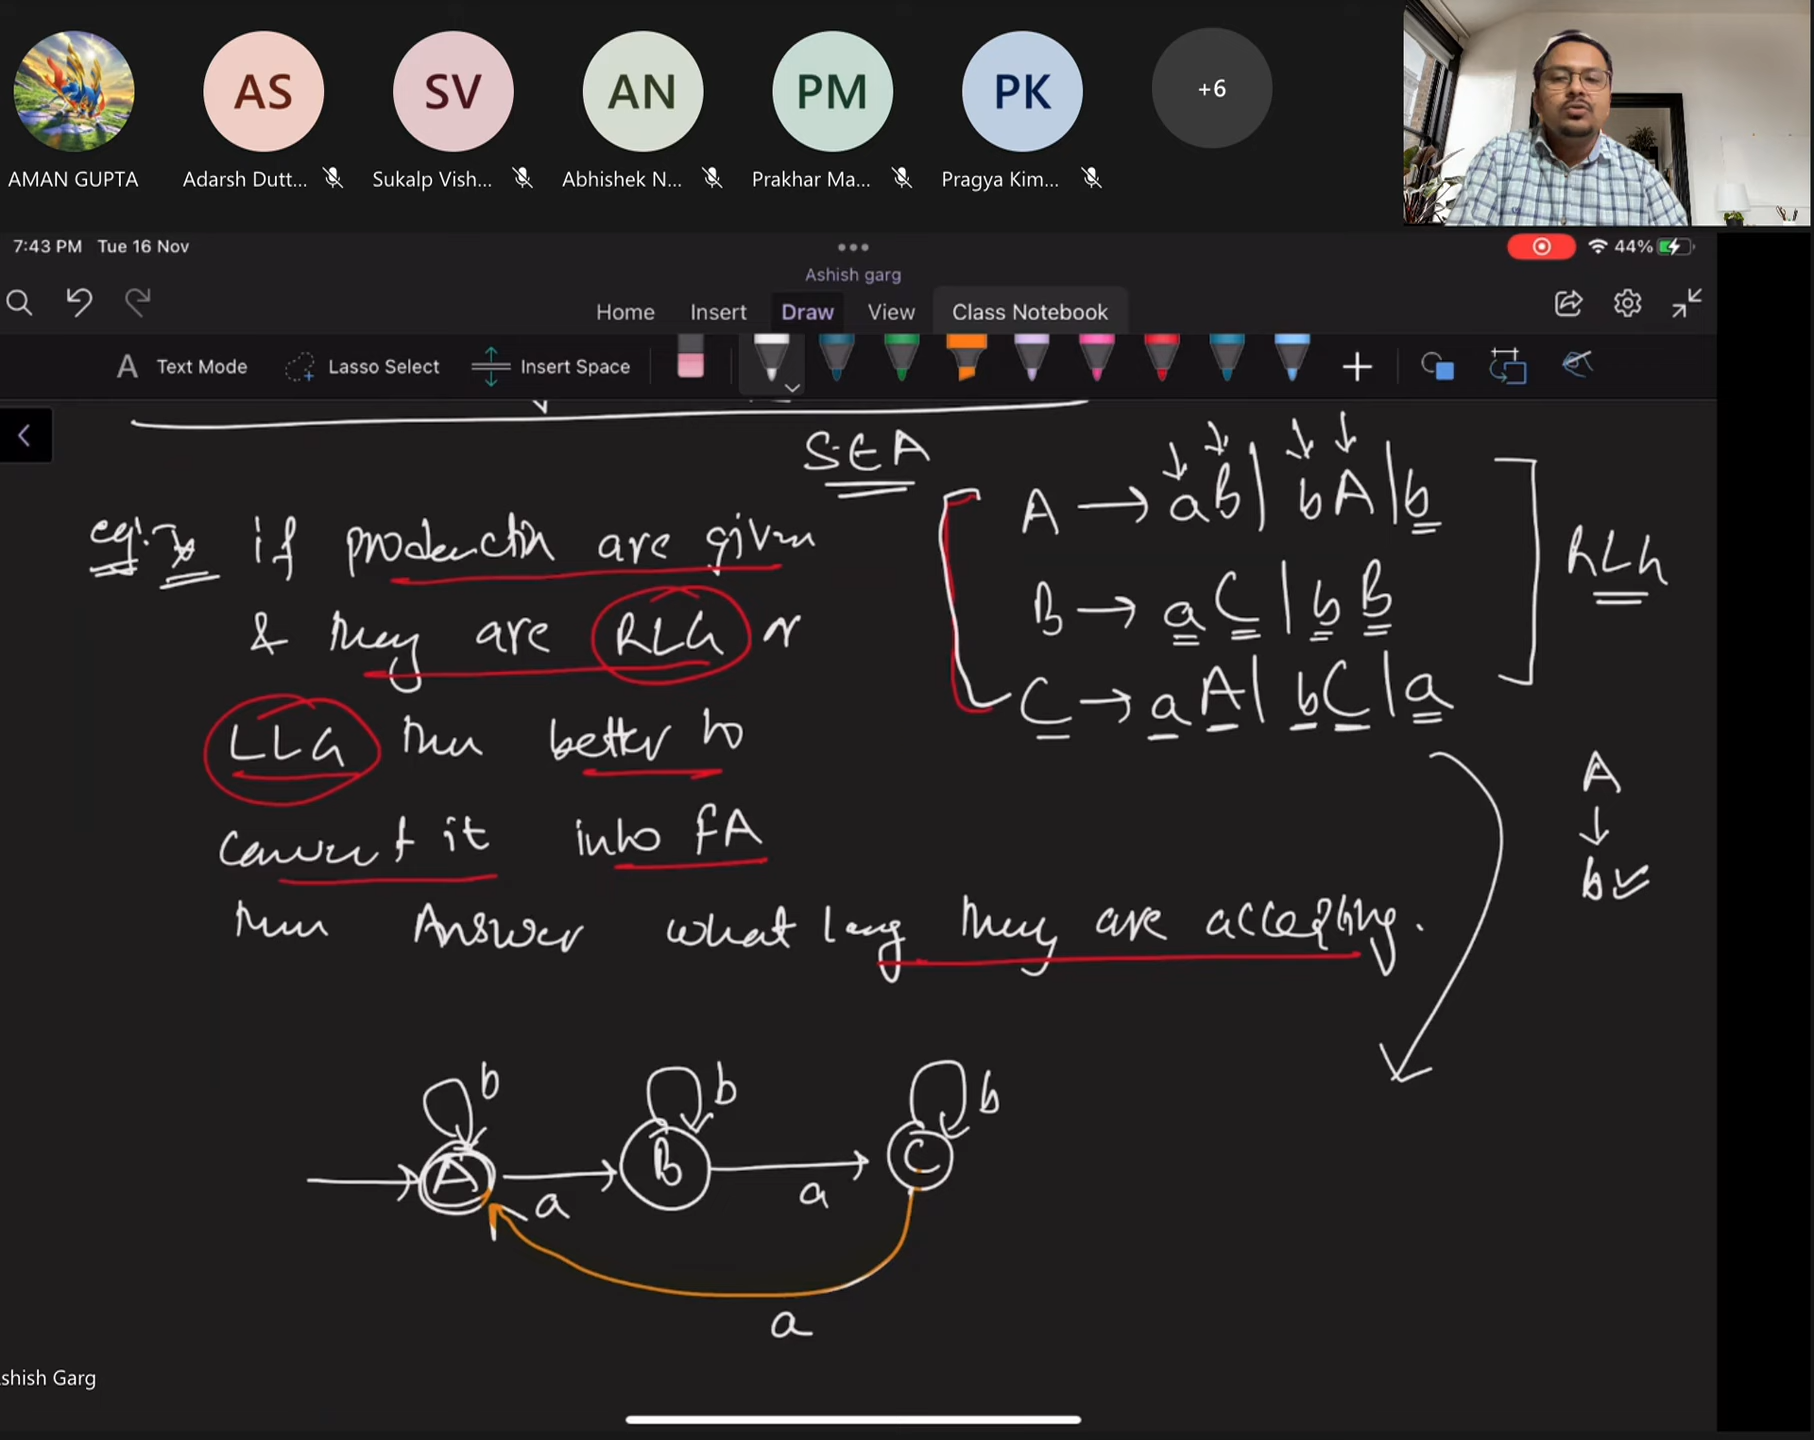 AS
SV
AN
PM
PK
+6
AMAN GUPTA
Adarsh Dutt...
Sukalp Vish...
Abhishek N...
Prakhar Ma...
Pragya Kim...
7:43 PM Tue 16 Nov
44%
Ashish garg
Home Insert Draw View Class Notebook
Text Mode Lasso Select Insert Space
eg:
if production are given
& they are RLG or
LLG then better to
convert it into FA
then Answer what lang they are accepting.
A → aB | bA | b
B → aC | bB
C → aA | bC | a
RLG
A
↓
b
b
b
b
A
B
C
a
a
a
shish Garg